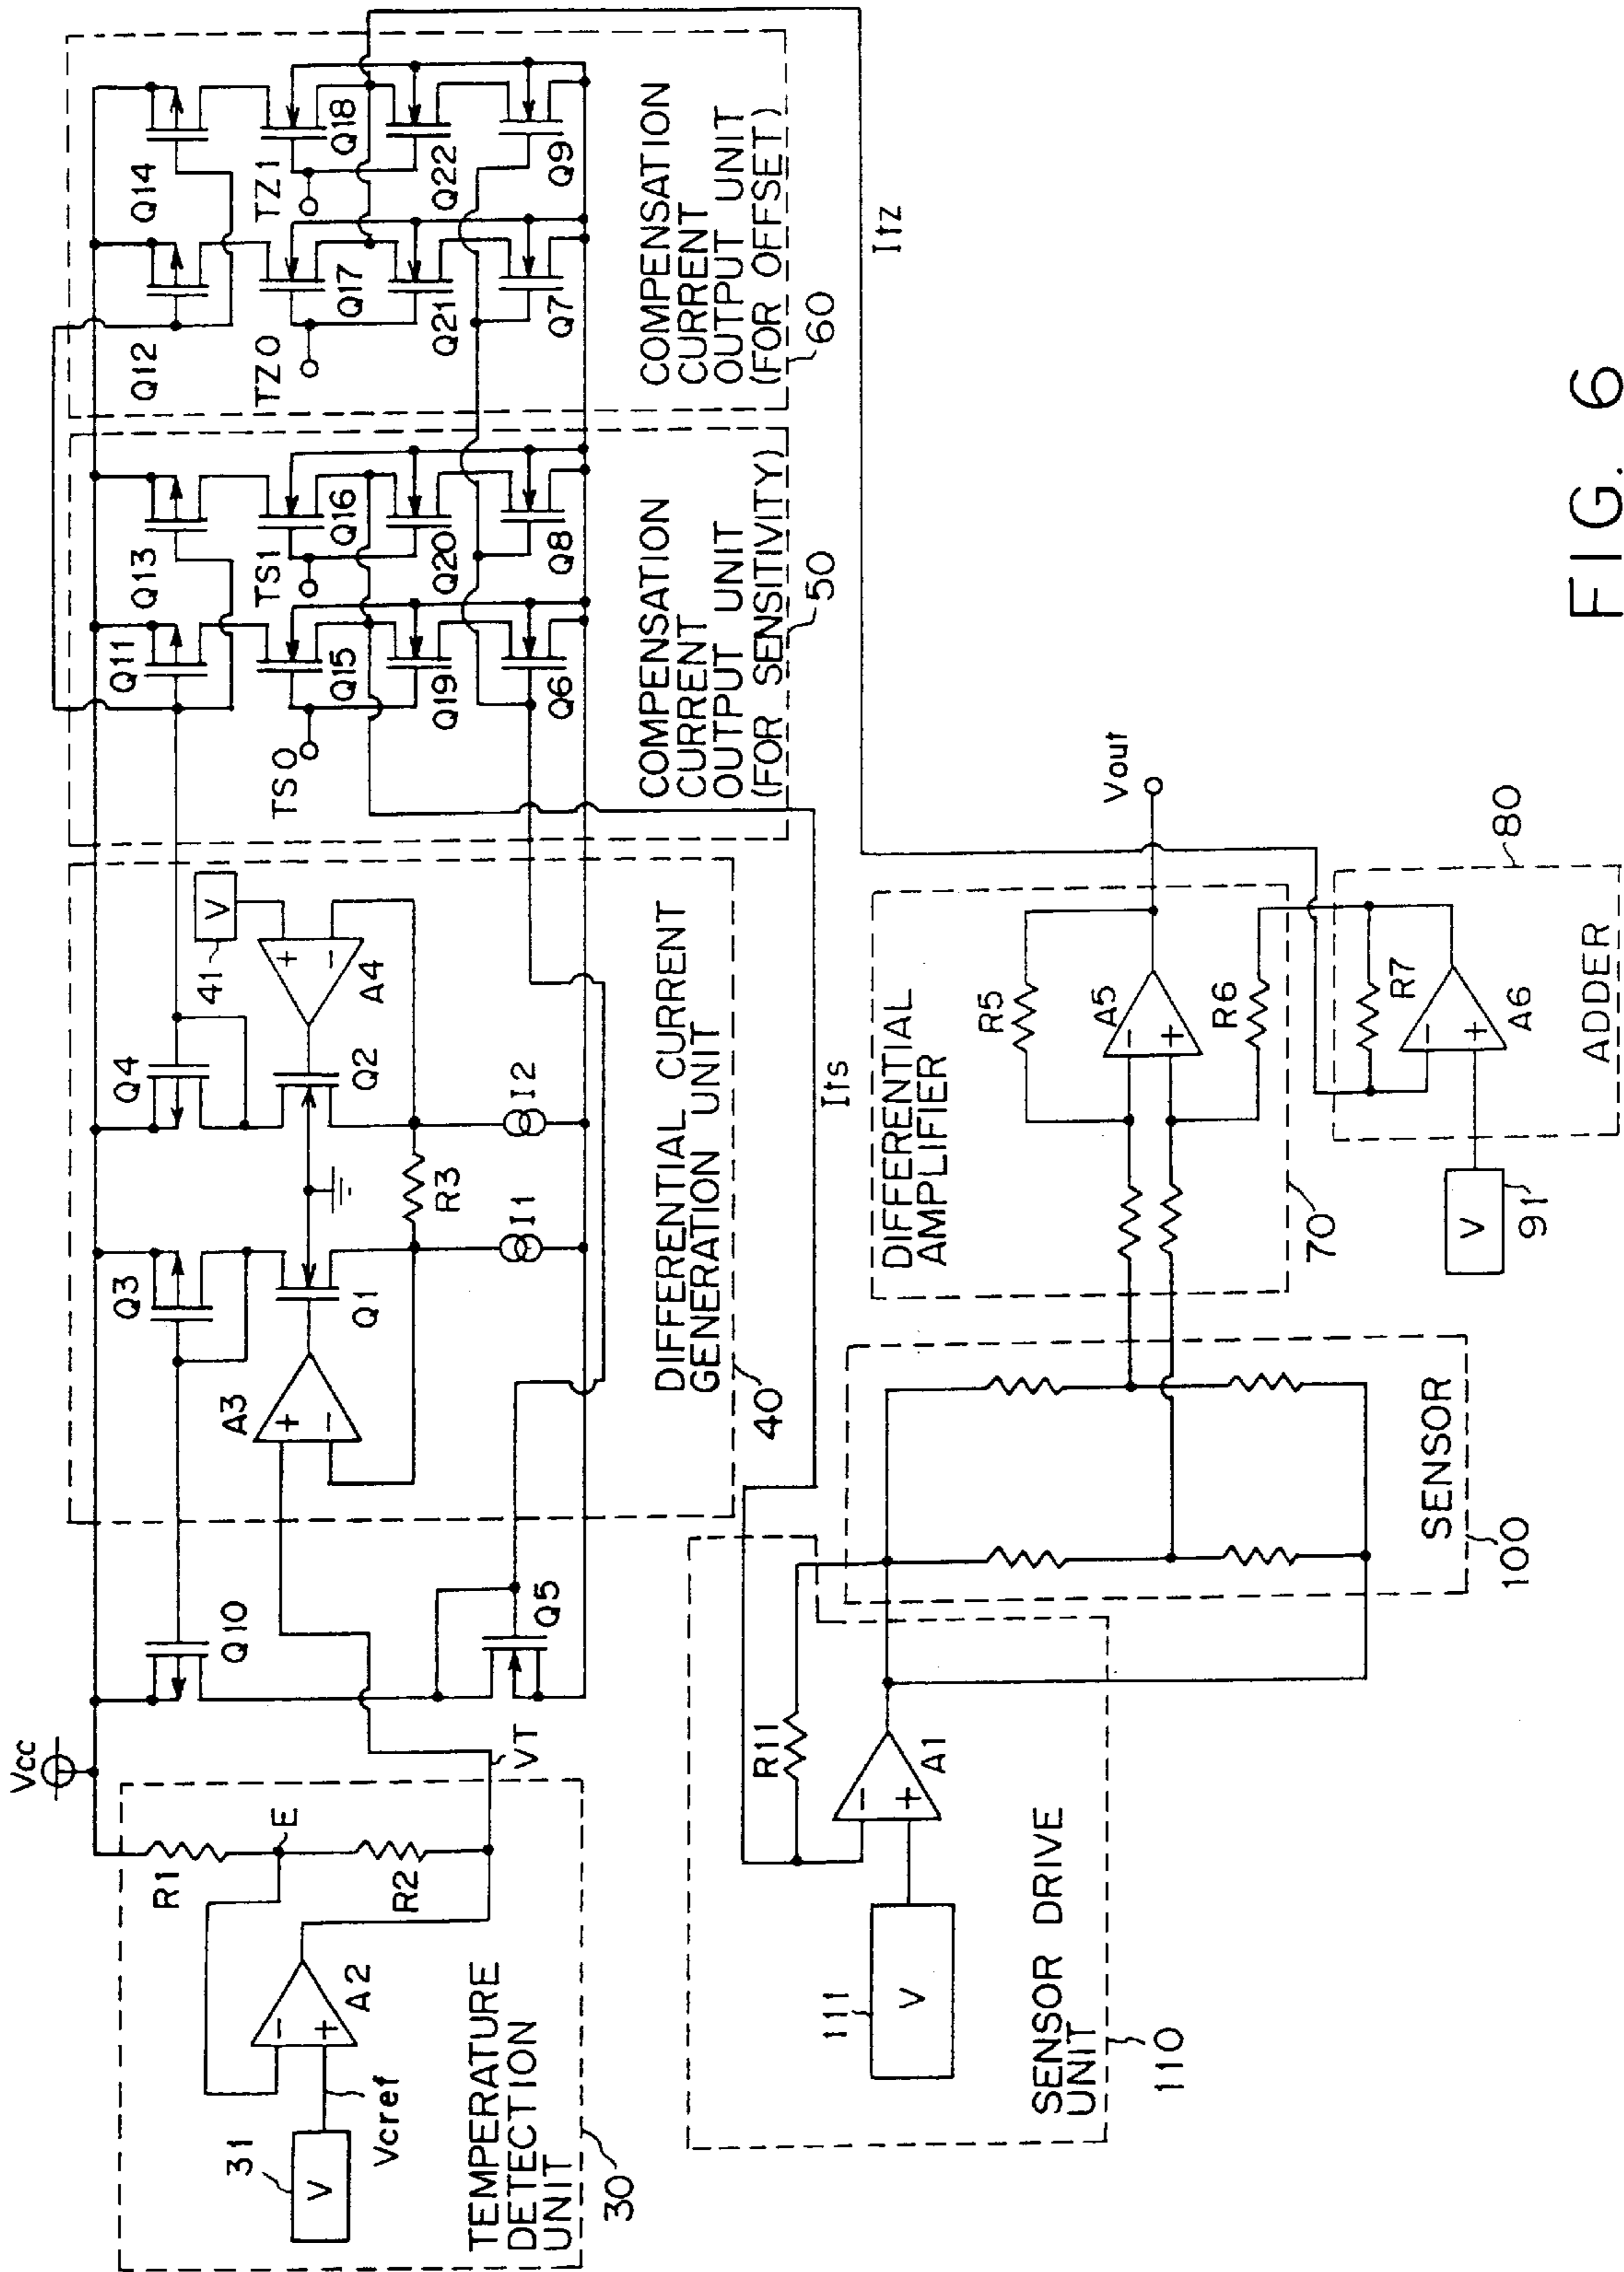 Vcc
R1
E
R2
VT
A2
31
V
Vcref
TEMPERATURE
DETECTION
UNIT
30
Q10
Q5
Q3
Q4
41
V
A3
Q1
Q2
A4
R3
I1
I2
DIFFERENTIAL CURRENT
GENERATION UNIT
40
Q11
Q13
TS0
TS1
Q15
Q16
Q19
Q20
Q6
Q8
COMPENSATION
CURRENT
OUTPUT UNIT
(FOR SENSITIVITY)
50
Q12
Q14
TZ0
TZ1
Q17
Q18
Q21
Q22
Q7
Q9
COMPENSATION
CURRENT
OUTPUT UNIT
(FOR OFFSET)
60
Its
Itz
R11
A1
111
V
SENSOR DRIVE
UNIT
110
SENSOR
100
DIFFERENTIAL
AMPLIFIER
R5
A5
R6
70
Vout
80
R7
A6
ADDER
V
91
FIG. 6